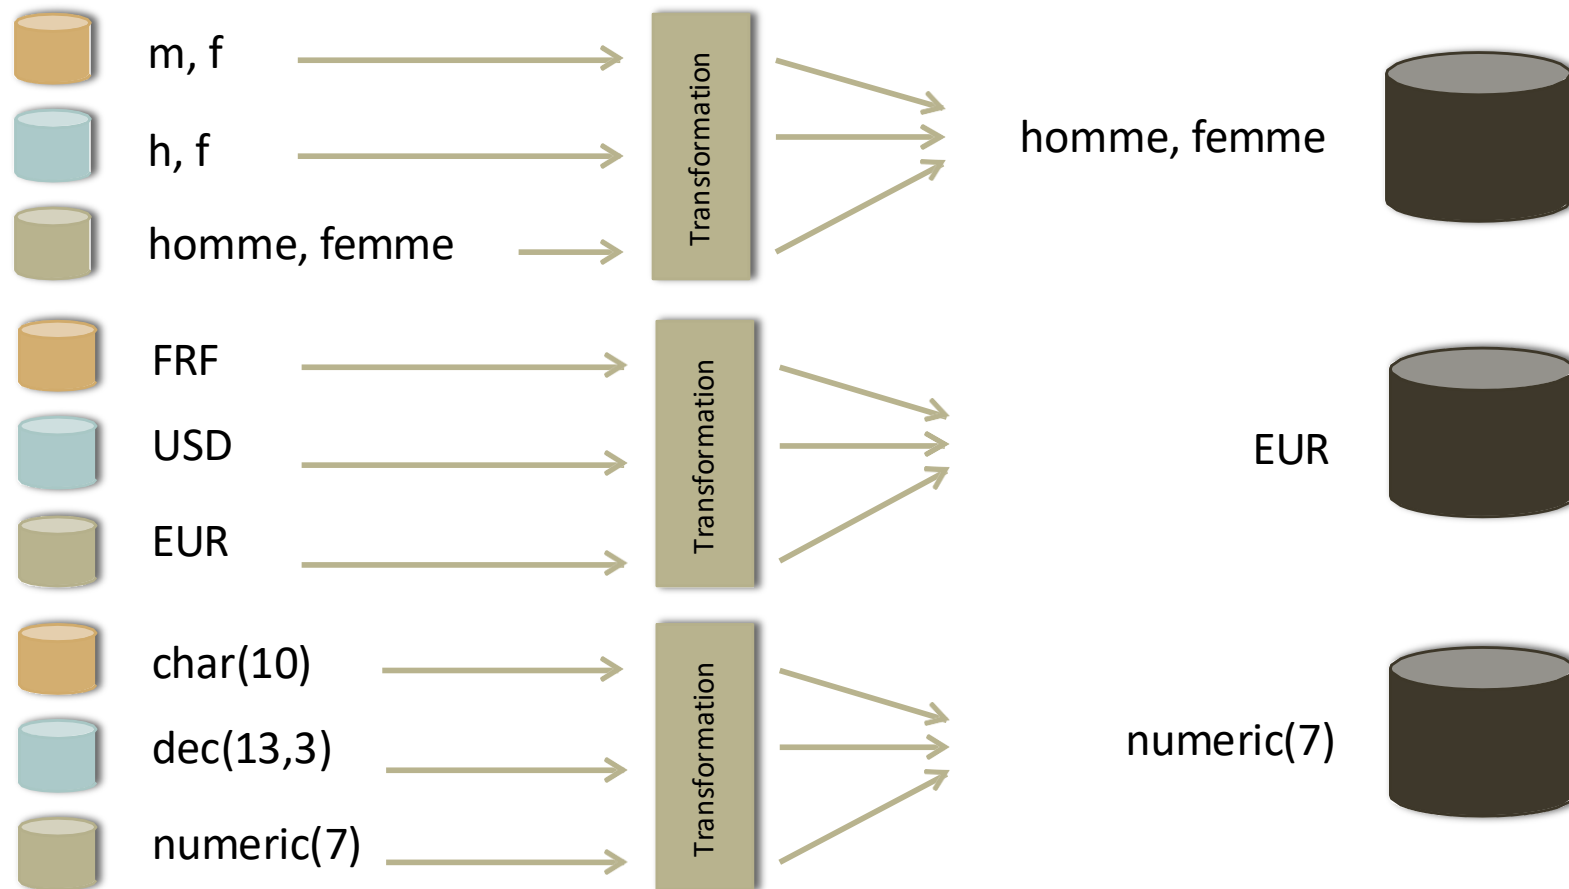 m, f
h, f
homme, femme
Transformation
homme, femme
FRF
USD
EUR
Transformation
EUR
char(10)
dec(13,3)
numeric(7)
Transformation
numeric(7)